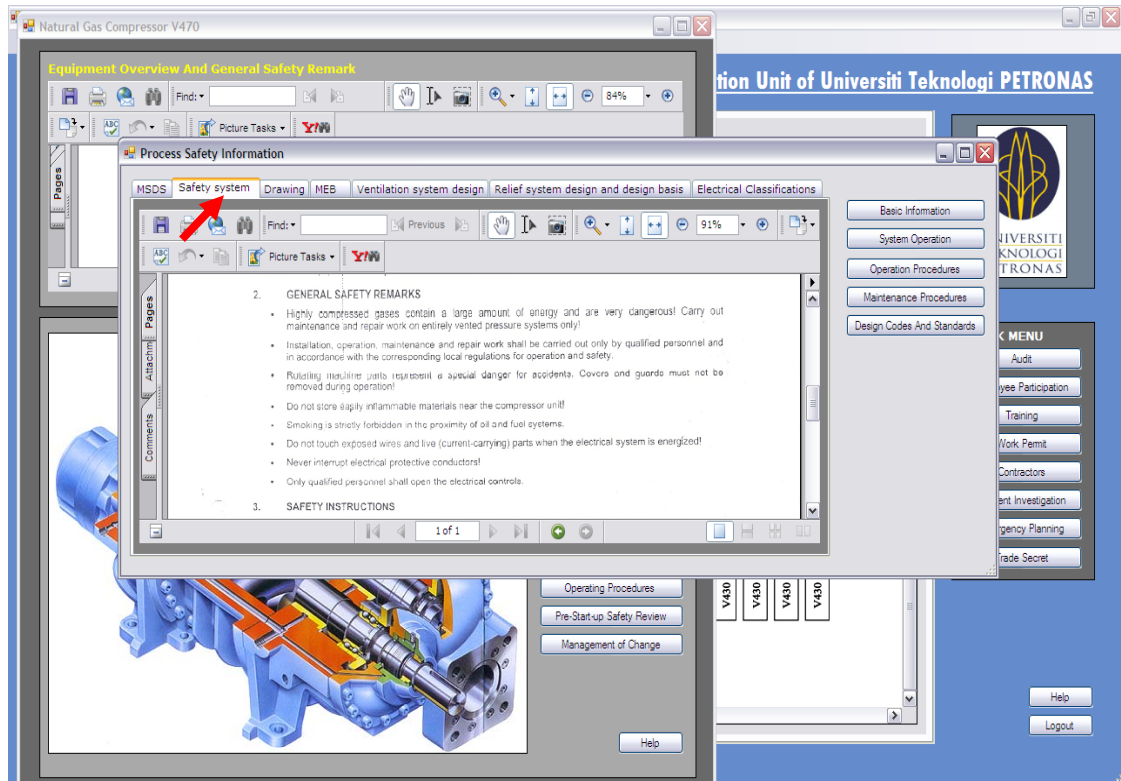 Natural Gas Compressor V470
Equipment Overview And General Safety Remark
Find:
84%
Picture Tasks
Pages
tion Unit of Universiti Teknologi PETRONAS
Process Safety Information
MSDS Safety system Drawing MEB Ventilation system design Relief system design and design basis Electrical Classifications
Find: Previous 91%
Picture Tasks
Pages
Attachm
Comments
2. GENERAL SAFETY REMARKS
• Highly compressed gases contain a large amount of energy and are very dangerous! Carry out
maintenance and repair work on entirely vented pressure systems only!
• Installation, operation, maintenance and repair work shall be carried out only by qualified personnel and
in accordance with the corresponding local regulations for operation and safety.
• Rotating machine parts represent a special danger for accidents. Covers and guards must not be
removed during operation!
• Do not store easily inflammable materials near the compressor unit!
• Smoking is strictly forbidden in the proximity of oil and fuel systems.
• Do not touch exposed wires and live (current-carrying) parts when the electrical system is energized!
• Never interrupt electrical protective conductors!
• Only qualified personnel shall open the electrical controls.
3. SAFETY INSTRUCTIONS
1 of 1
Basic Information
System Operation
Operation Procedures
Maintenance Procedures
Design Codes And Standards
NIVERSITI
KNOLOGI
TRONAS
K MENU
Audit
yee Participation
Training
Work Permit
Contractors
ent Investigation
rgency Planning
Trade Secret
Operating Procedures
Pre-Start-up Safety Review
Management of Change
V430
V430
V430
V430
Help
Help
Logout